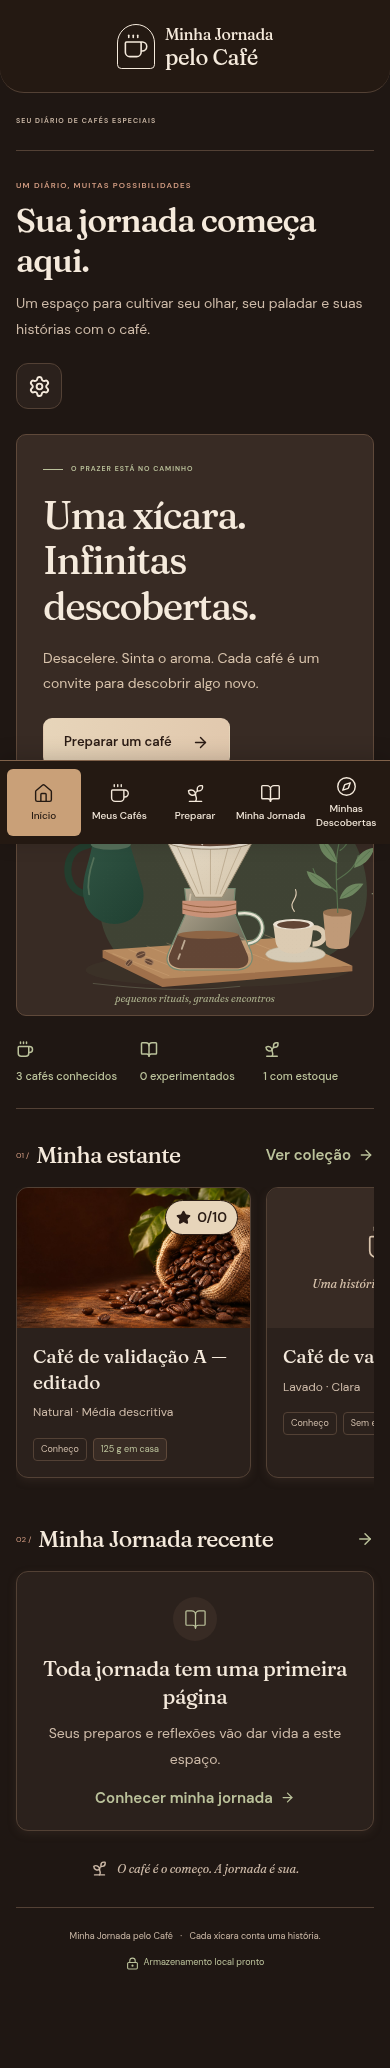 Minha Jornada
pelo Café
SEU DIÁRIO DE CAFÉS ESPECIAIS
UM DIÁRIO, MUITAS POSSIBILIDADES
Sua jornada começa
aqui.
Um espaço para cultivar seu olhar, seu paladar e suas
histórias com o café.
O PRAZER ESTÁ NO CAMINHO
Uma xícara.
Infinitas
descobertas.
Desacelere. Sinta o aroma. Cada café é um
convite para descobrir algo novo.
Preparar um café
Início
Meus Cafés
Preparar
Minha Jornada
Minhas
Descobertas
pequenos rituais, grandes encontros
3 cafés conhecidos
0 experimentados
1 com estoque
01 / Minha estante
Ver coleção
0/10
Café de validação A —
editado
Natural · Média descritiva
Conheço
125 g em casa
Uma históri
Café de va
Lavado · Clara
Conheço
Sem e
02 / Minha Jornada recente
Toda jornada tem uma primeira
página
Seus preparos e reflexões vão dar vida a este
espaço.
Conhecer minha jornada
O café é o começo. A jornada é sua.
Minha Jornada pelo Café · Cada xícara conta uma história.
Armazenamento local pronto